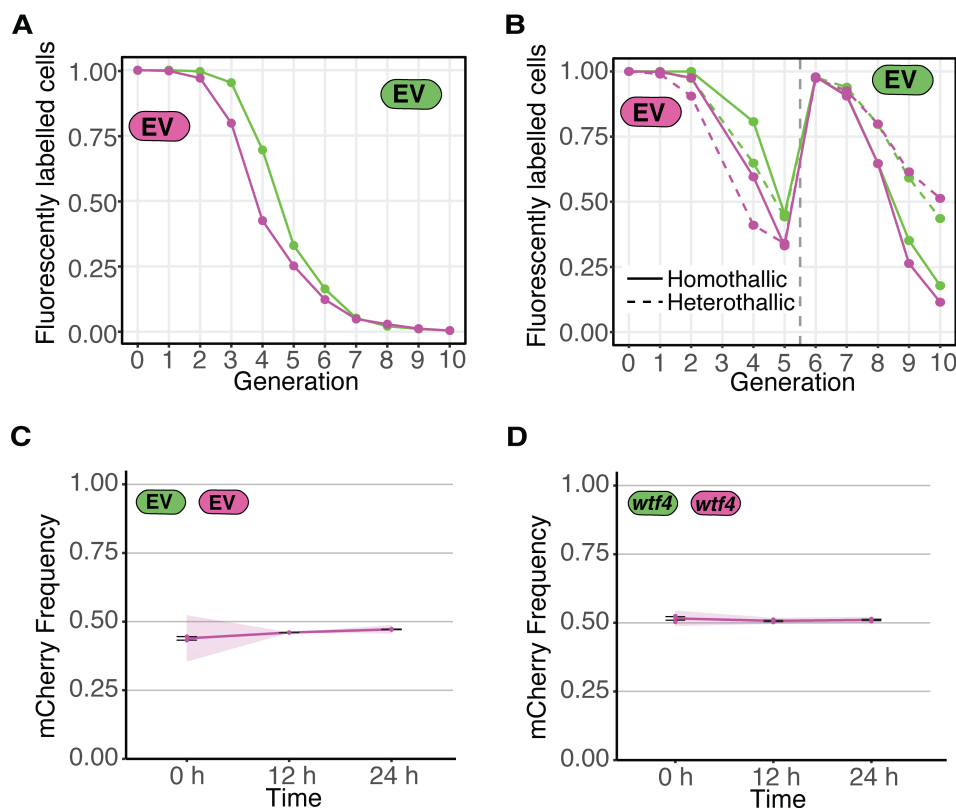 A
Fluorescently labelled cells
1.00
0.75
0.50
0.25
0.00
EV
EV
0 1 2 3 4 5 6 7 8 9 10
Generation
B
Fluorescently labelled cells
1.00
0.75
0.50
0.25
0.00
EV
EV
Homothallic
Heterothallic
0 1 2 3 4 5 6 7 8 9 10
Generation
C
mCherry Frequency
1.00
0.75
0.50
0.25
0.00
EV EV
0 h 12 h 24 h
Time
D
mCherry Frequency
1.00
0.75
0.50
0.25
0.00
wtf4 wtf4
0 h 12 h 24 h
Time